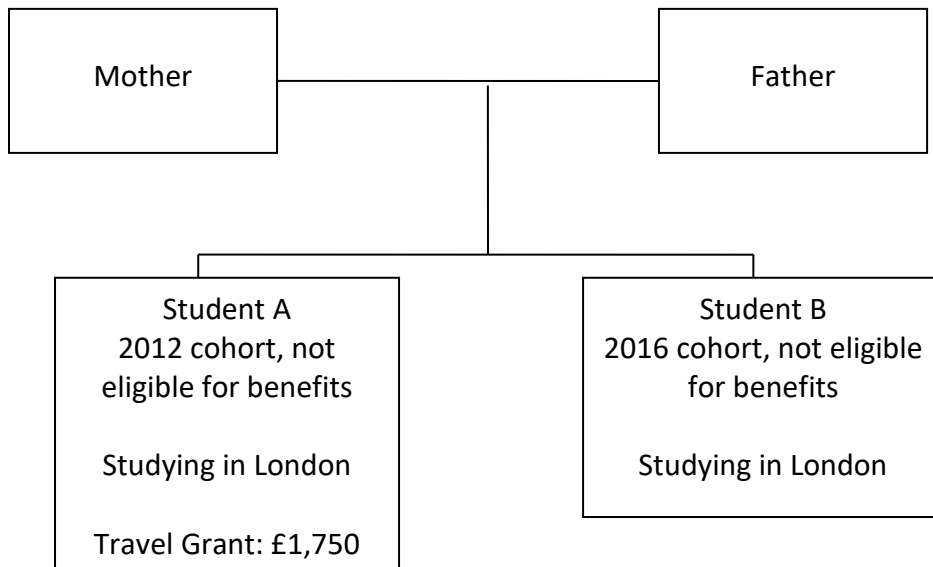 Mother
Father
Student A
2012 cohort, not
eligible for benefits
Studying in London
Travel Grant: £1,750
Student B
2016 cohort, not eligible
for benefits
Studying in London